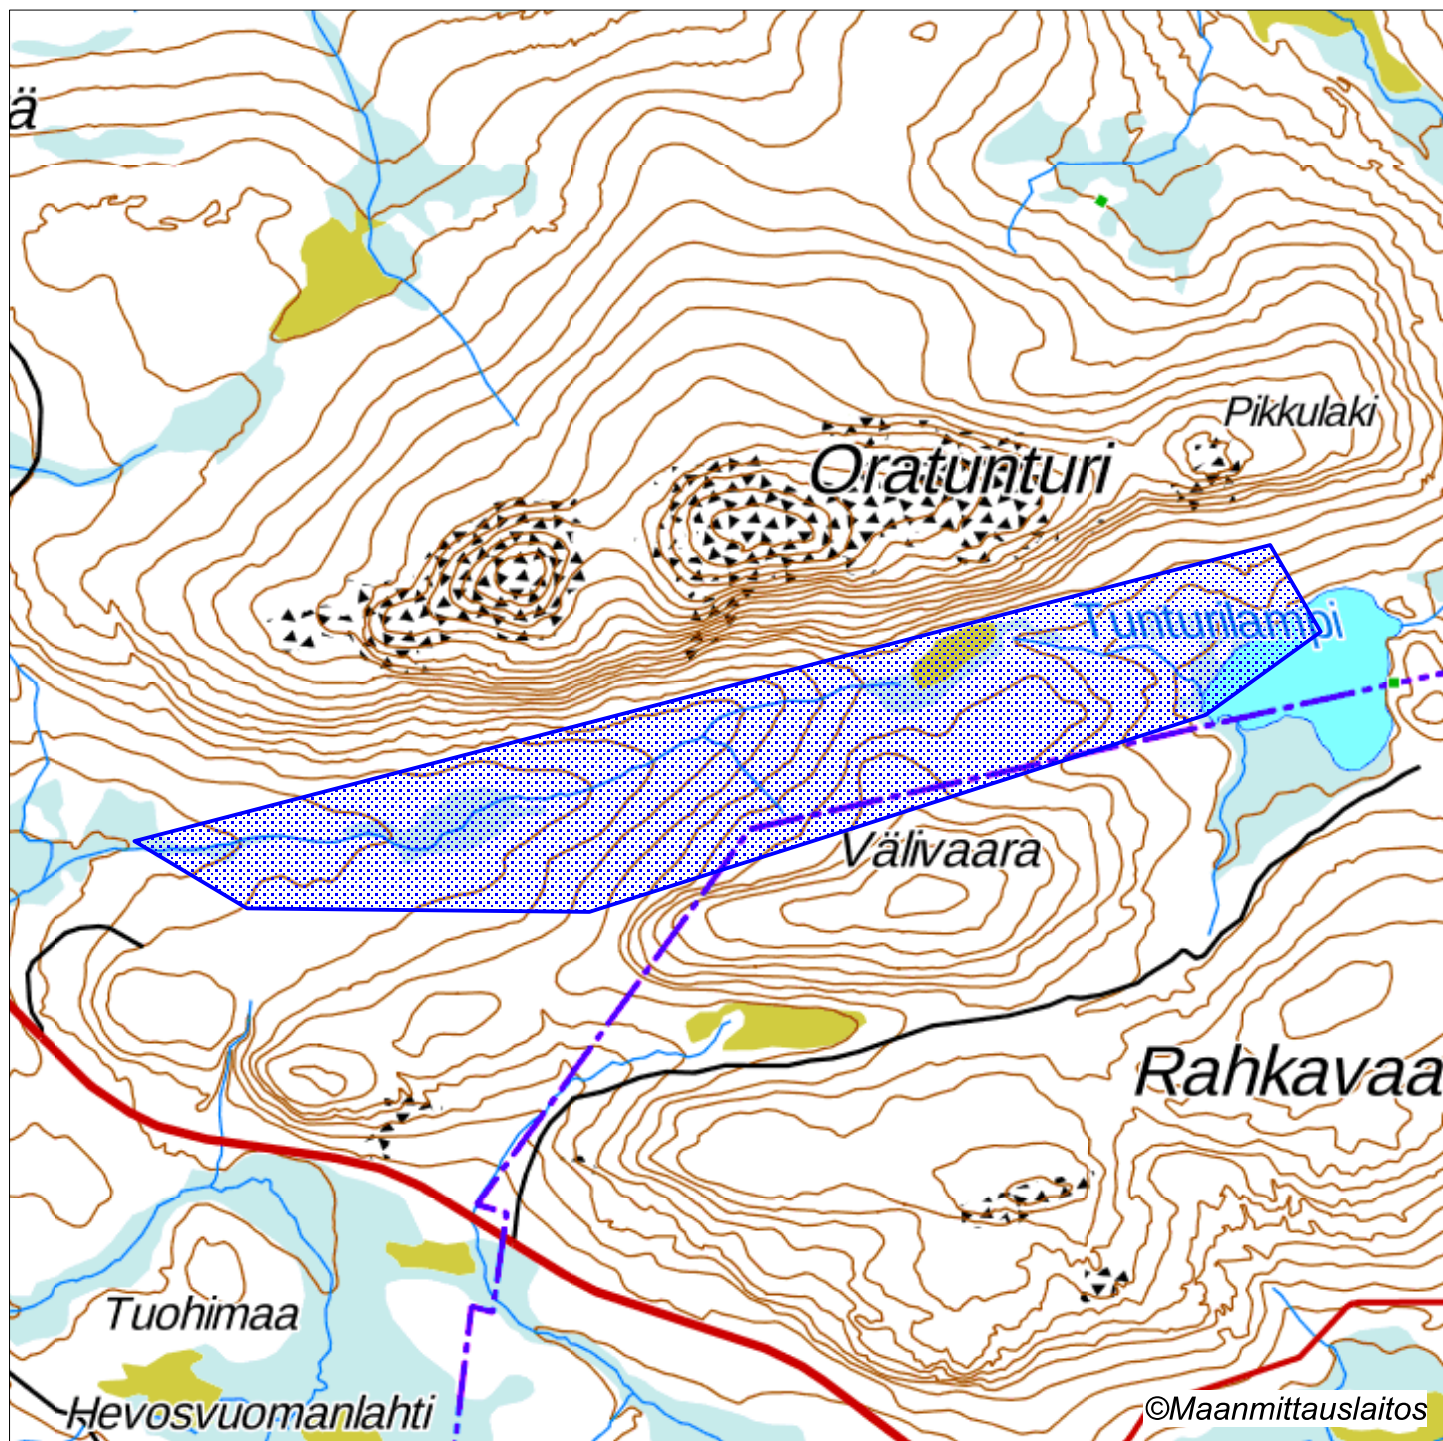 ä
Pikkulaki
Oratunturi
Tunturilampi
Välivaara
Rahkavaa
Tuohimaa
Hevosvuomanlahti
©Maanmittauslaitos